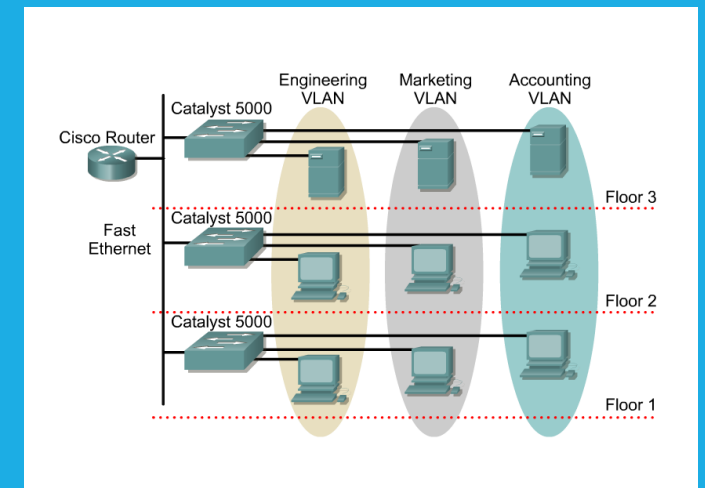 Engineering
VLAN
Marketing
VLAN
Accounting
VLAN
Catalyst 5000
Cisco Router
Floor 3
Catalyst 5000
Fast
Ethernet
Floor 2
Catalyst 5000
Floor 1